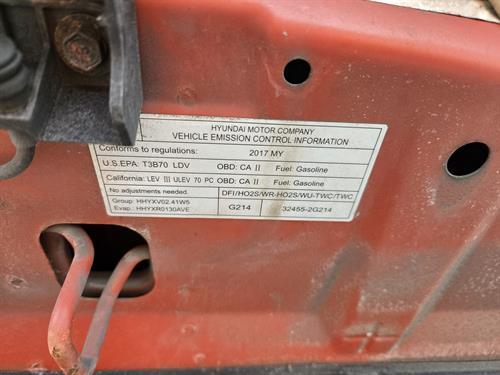 HYUNDAI MOTOR COMPANY
VEHICLE EMISSION CONTROL INFORMATION
Conforms to regulations: 2017 MY
U.S.EPA: T3B70 LDV OBD: CA II Fuel: Gasoline
California: LEV III ULEV 70 PC OBD: CA II Fuel: Gasoline
No adjustments needed. DFI/HO2S/WR-HO2S/WU-TWC/TWC
Group: HHYXV02.41W5 G214 32455-2G214
Evap.: HHYXR0130AVE